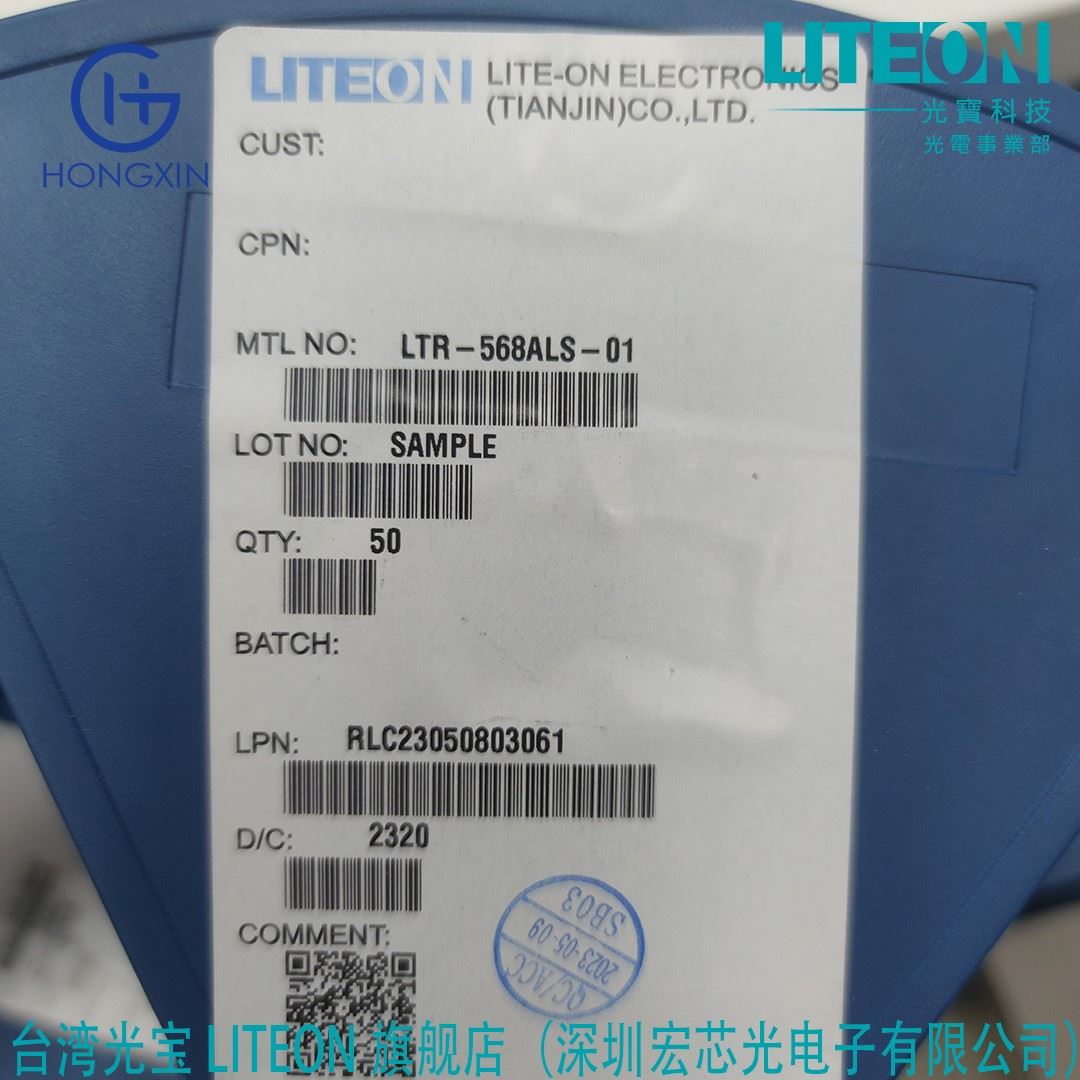 HONGXIN
LITEON
光寶科技
光電事業部
LITEON LITE-ON ELECTRONICS
(TIANJIN)CO.,LTD.
CUST:
CPN:
MTL NO: LTR-568ALS-01
LOT NO: SAMPLE
QTY: 50
BATCH:
LPN: RLC23050803061
D/C: 2320
COMMENT:
SB03
2023-05-09
QC/ACC
台湾光宝 LITEON 旗舰店（深圳宏芯光电子有限公司）